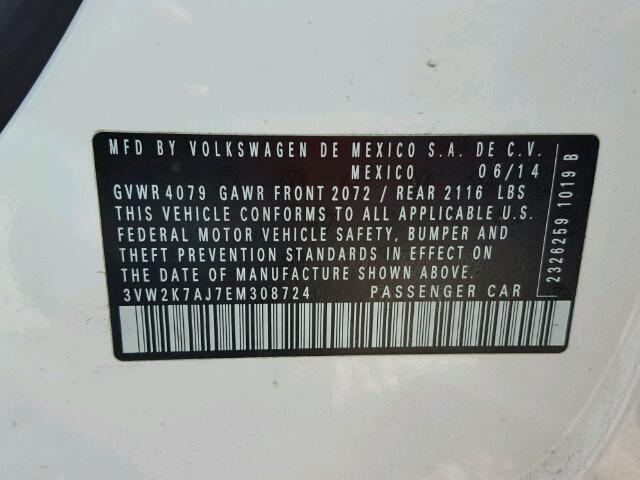 MFD BY VOLKSWAGEN DE MEXICO S.A. DE C.V.
MEXICO 06/14
GVWR 4079 GAWR FRONT 2072 / REAR 2116 LBS
THIS VEHICLE CONFORMS TO ALL APPLICABLE U.S.
FEDERAL MOTOR VEHICLE SAFETY, BUMPER AND
THEFT PREVENTION STANDARDS IN EFFECT ON
THE DATE OF MANUFACTURE SHOWN ABOVE.
3VW2K7AJ7EM308724 PASSENGER CAR
2326259 1019 B